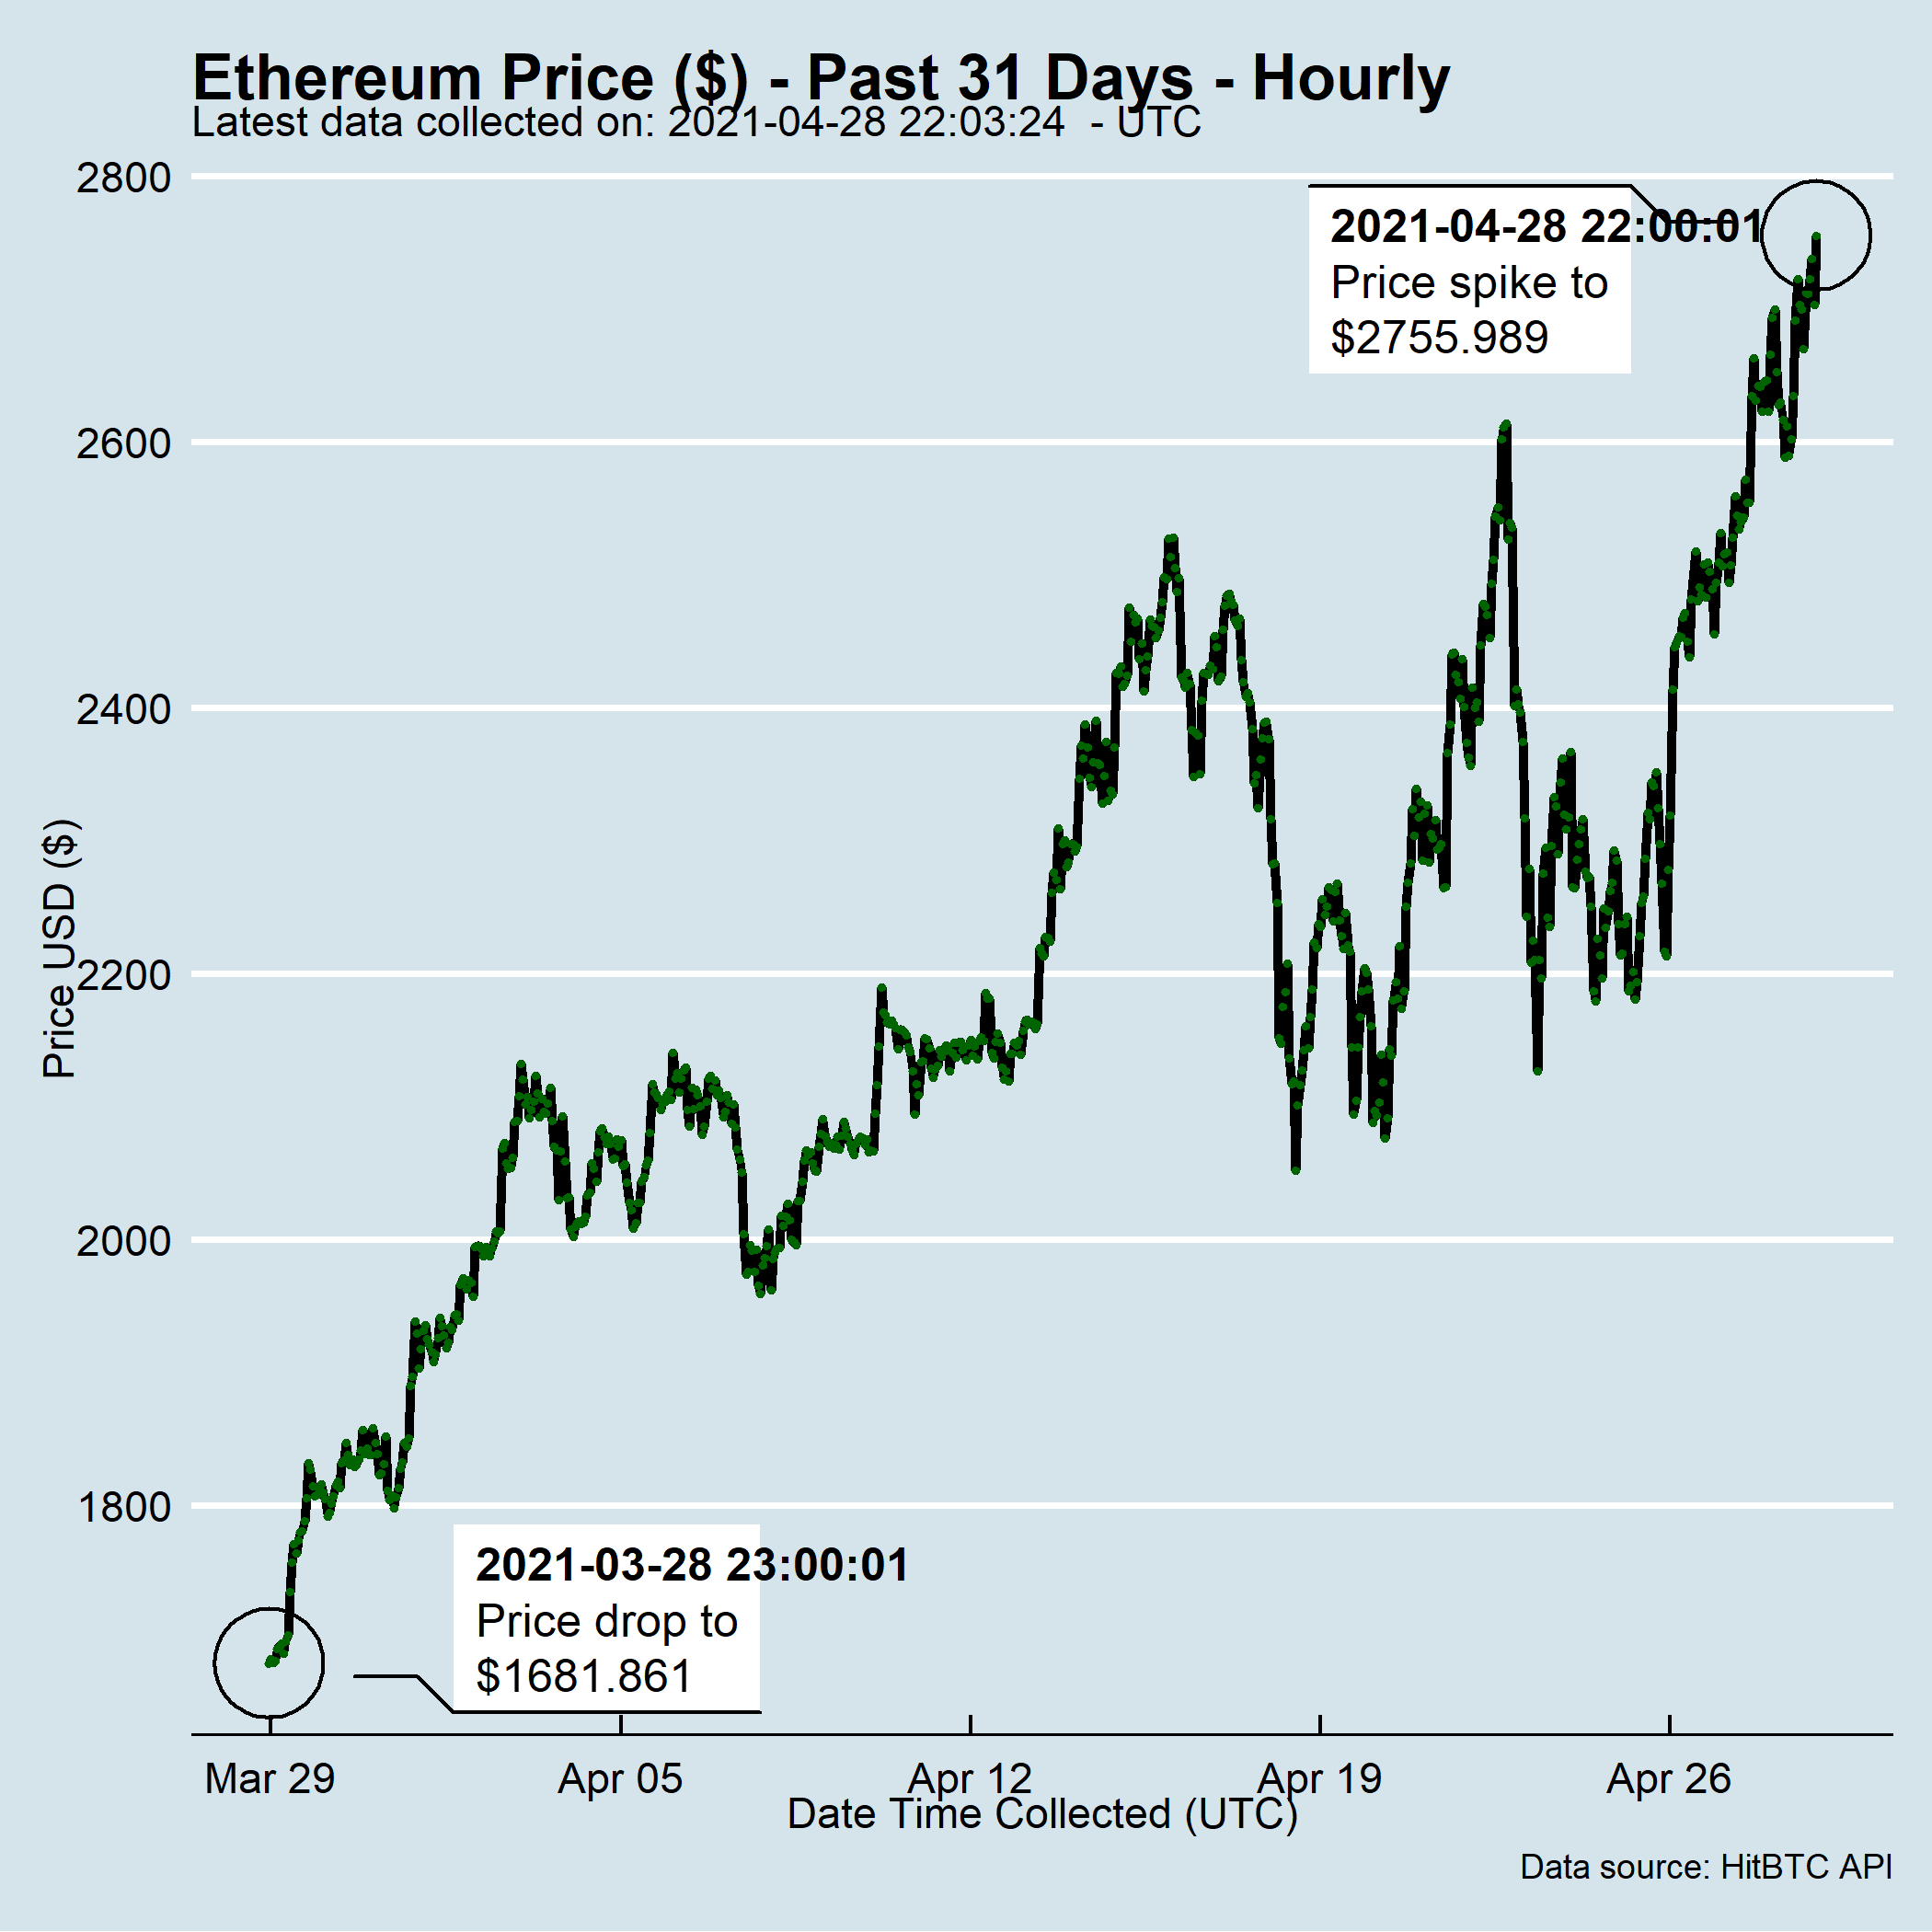 Ethereum Price ($) - Past 31 Days - Hourly
Latest data collected on: 2021-04-28 22:03:24  - UTC
2800
2021-04-28 22:00:01
Price spike to
$2755.989
2600
2400
Price USD ($)
2200
2000
1800
2021-03-28 23:00:01
Price drop to
$1681.861
Mar 29 Apr 05 Apr 12 Apr 19 Apr 26
Date Time Collected (UTC)
Data source: HitBTC API